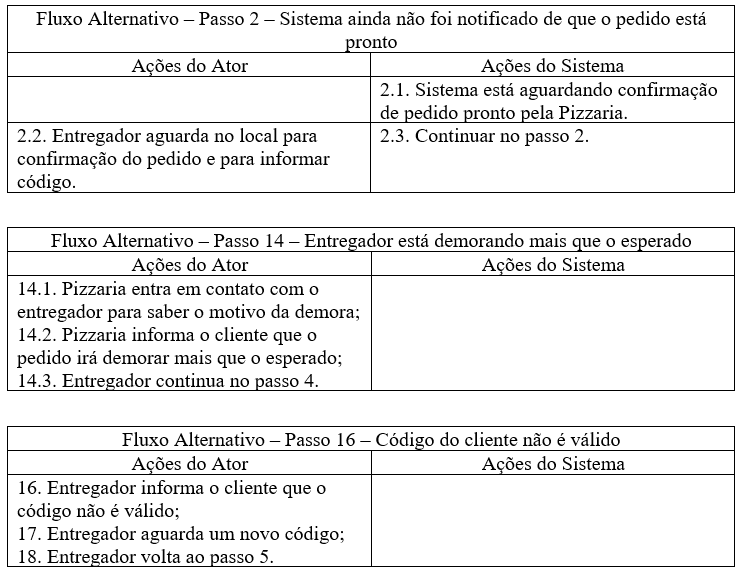 Fluxo Alternativo – Passo 2 – Sistema ainda não foi notificado de que o pedido está
pronto
Ações do Ator
Ações do Sistema
2.1. Sistema está aguardando confirmação
de pedido pronto pela Pizzaria.
2.2. Entregador aguarda no local para
confirmação do pedido e para informar
código.
2.3. Continuar no passo 2.
Fluxo Alternativo – Passo 14 – Entregador está demorando mais que o esperado
Ações do Ator
Ações do Sistema
14.1. Pizzaria entra em contato com o
entregador para saber o motivo da demora;
14.2. Pizzaria informa o cliente que o
pedido irá demorar mais que o esperado;
14.3. Entregador continua no passo 4.
Fluxo Alternativo – Passo 16 – Código do cliente não é válido
Ações do Ator
Ações do Sistema
16. Entregador informa o cliente que o
código não é válido;
17. Entregador aguarda um novo código;
18. Entregador volta ao passo 5.